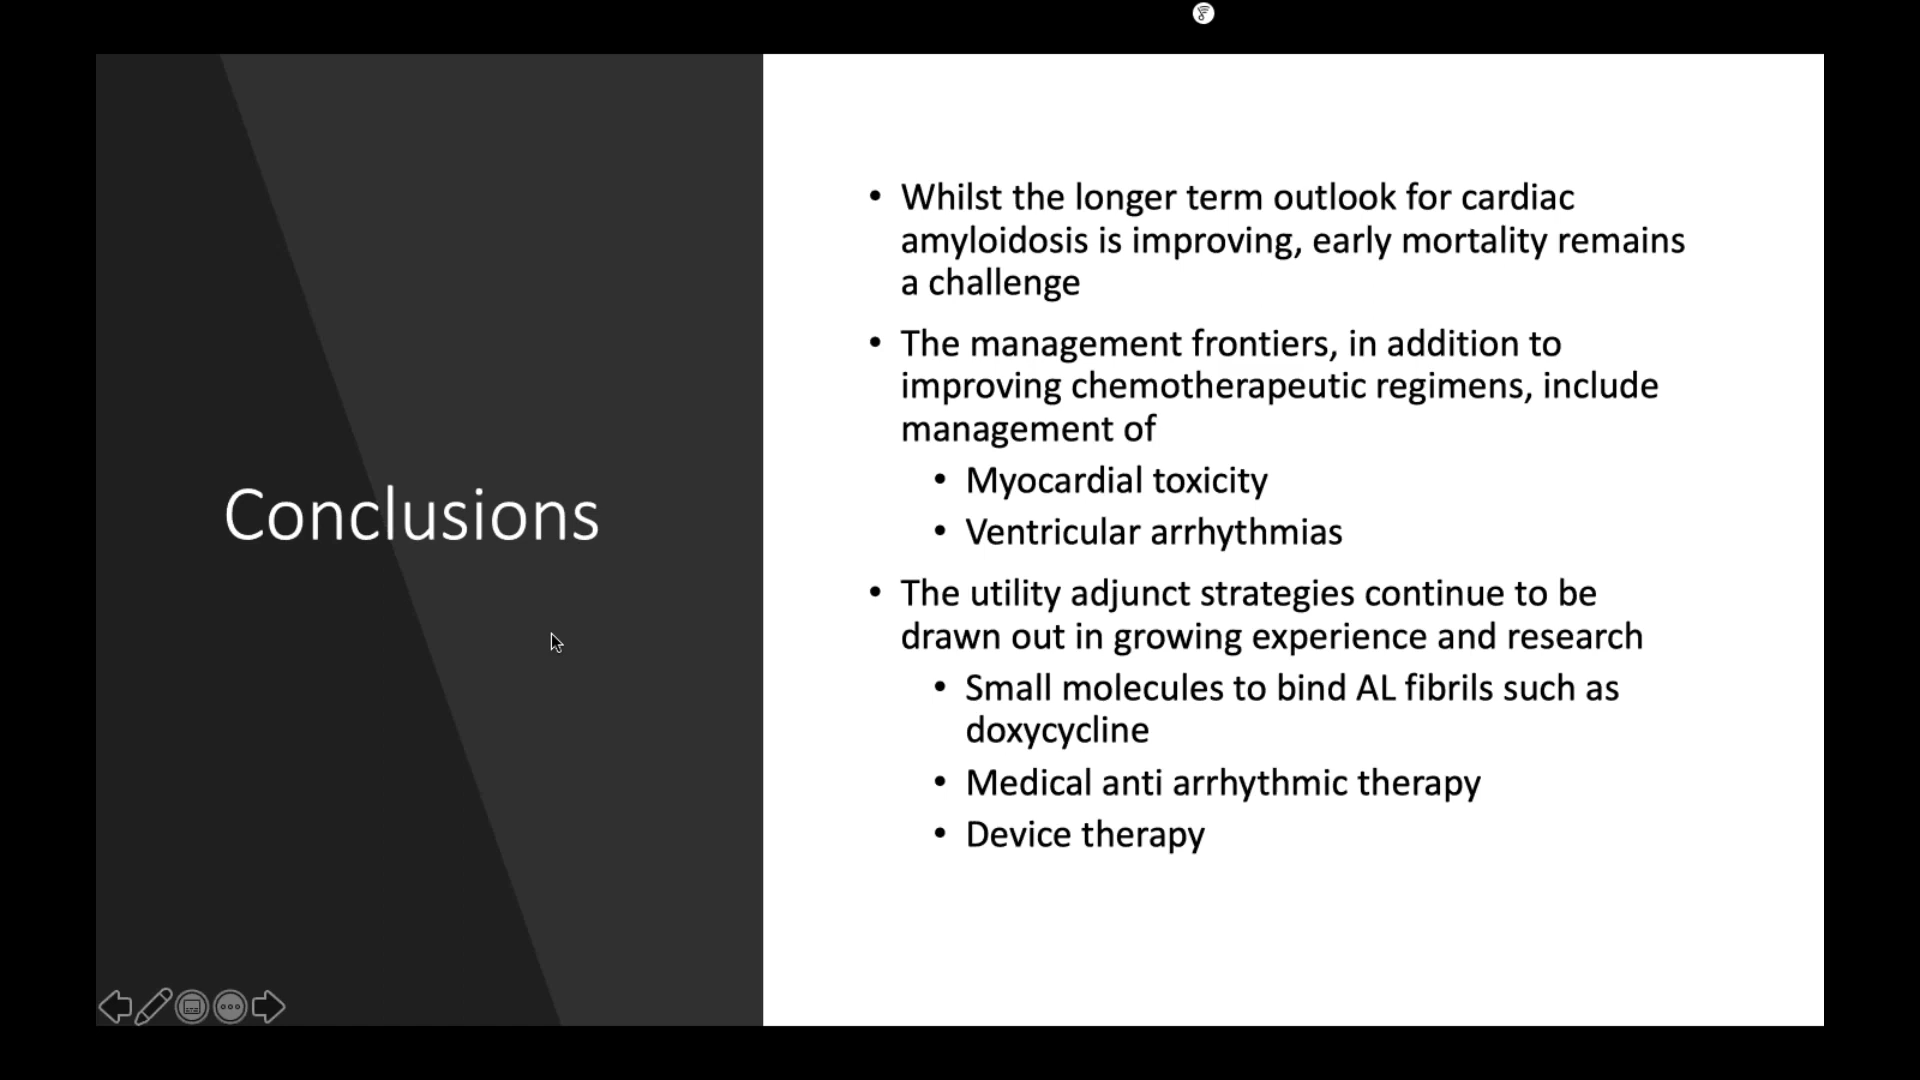 Conclusions
• Whilst the longer term outlook for cardiac
amyloidosis is improving, early mortality remains
a challenge
• The management frontiers, in addition to
improving chemotherapeutic regimens, include
management of
• Myocardial toxicity
• Ventricular arrhythmias
• The utility adjunct strategies continue to be
drawn out in growing experience and research
• Small molecules to bind AL fibrils such as
doxycycline
• Medical anti arrhythmic therapy
• Device therapy